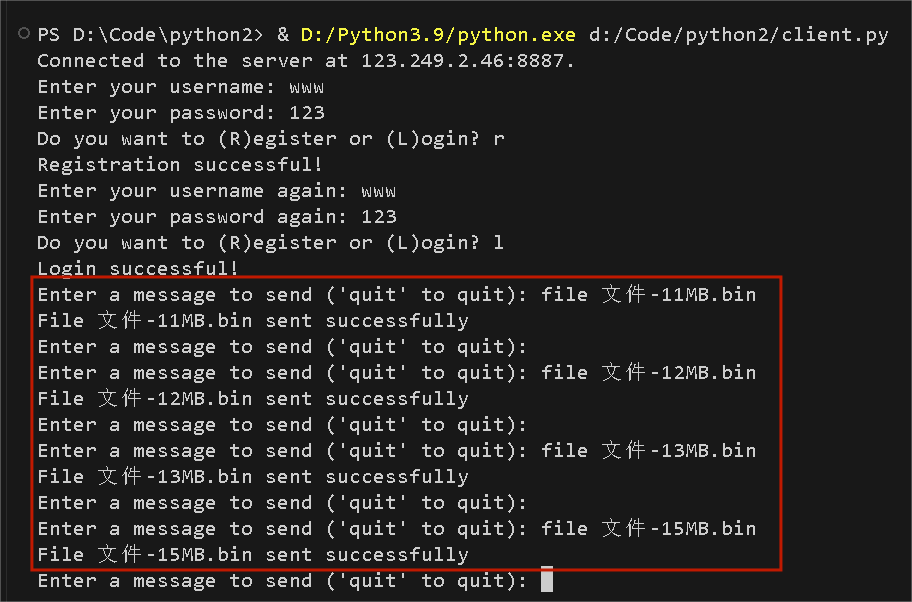 PS D:\Code\python2> & D:/Python3.9/python.exe d:/Code/python2/client.py
Connected to the server at 123.249.2.46:8887.
Enter your username: www
Enter your password: 123
Do you want to (R)egister or (L)ogin? r
Registration successful!
Enter your username again: www
Enter your password again: 123
Do you want to (R)egister or (L)ogin? l
Login successful!
Enter a message to send ('quit' to quit): file 文件-11MB.bin
File 文件-11MB.bin sent successfully
Enter a message to send ('quit' to quit):
Enter a message to send ('quit' to quit): file 文件-12MB.bin
File 文件-12MB.bin sent successfully
Enter a message to send ('quit' to quit):
Enter a message to send ('quit' to quit): file 文件-13MB.bin
File 文件-13MB.bin sent successfully
Enter a message to send ('quit' to quit):
Enter a message to send ('quit' to quit): file 文件-15MB.bin
File 文件-15MB.bin sent successfully
Enter a message to send ('quit' to quit):